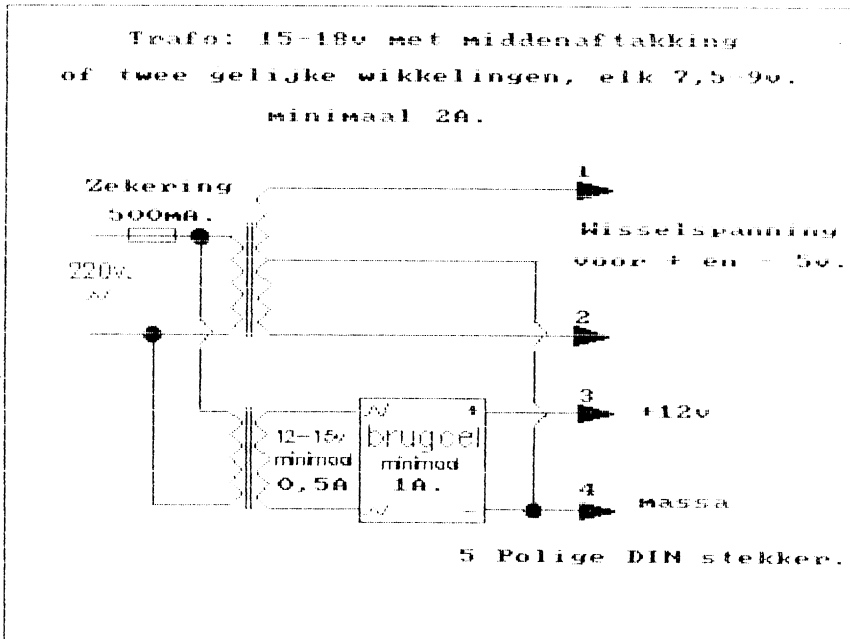 Trafo: 15-18v met middenaftakking
of twee gelijke wikkelingen, elk 7,5-9v.
minimaal 2A.
1
Zekering
500mA.
Wisselspanning
voor + en - 5v.
220v.
2
3
+12v
12-15v
minimaal
0,5A
+
brugcel
minimaal
1A.
-
4
massa
5 Polige DIN stekker.